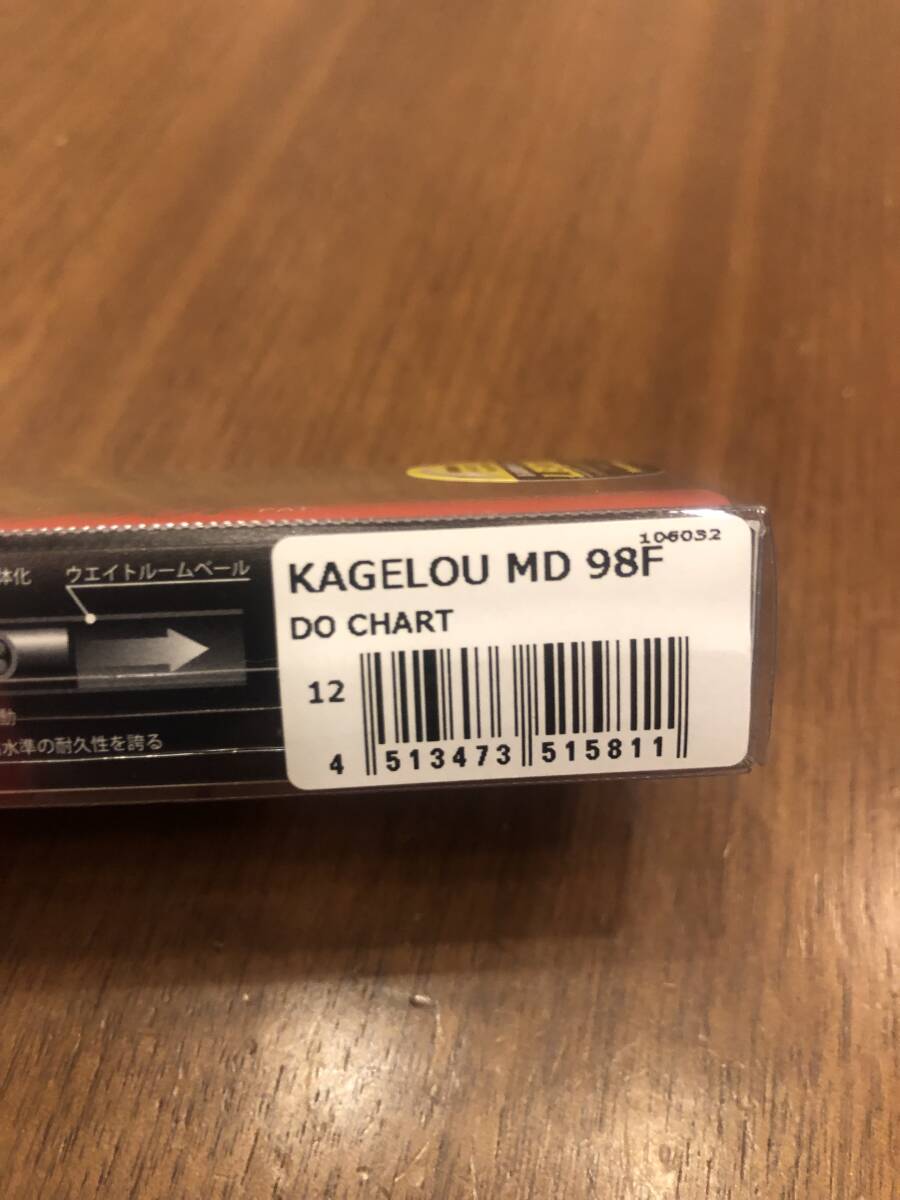 106032
KAGELOU MD 98F
DO CHART
12
4 513473 515811
体化
ウエイトルームベール
動
水準の耐久性を誇る